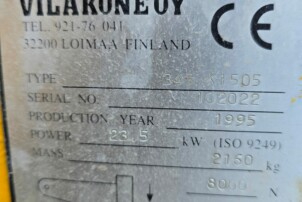 VILAKONE OY
TEL. 921-76 041
32200 LOIMAA FINLAND
CE
TYPE
SERIAL NO.
PRODUCTION YEAR 1995
POWER 23.5 kW (ISO 9249)
MASS 2150 kg
N